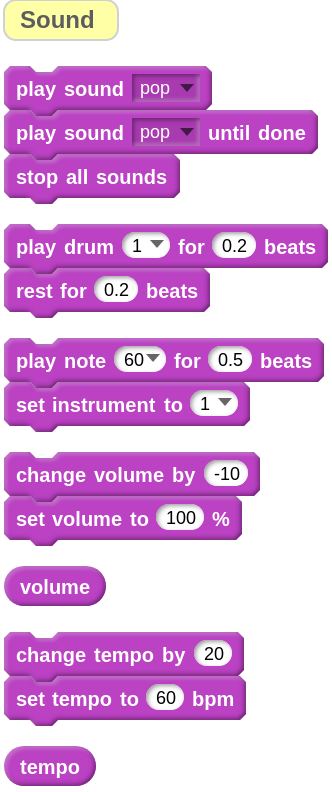 Sound
play sound pop
play sound pop until done
stop all sounds
play drum 1 for 0.2 beats
rest for 0.2 beats
play note 60 for 0.5 beats
set instrument to 1
change volume by -10
set volume to 100 %
volume
change tempo by 20
set tempo to 60 bpm
tempo